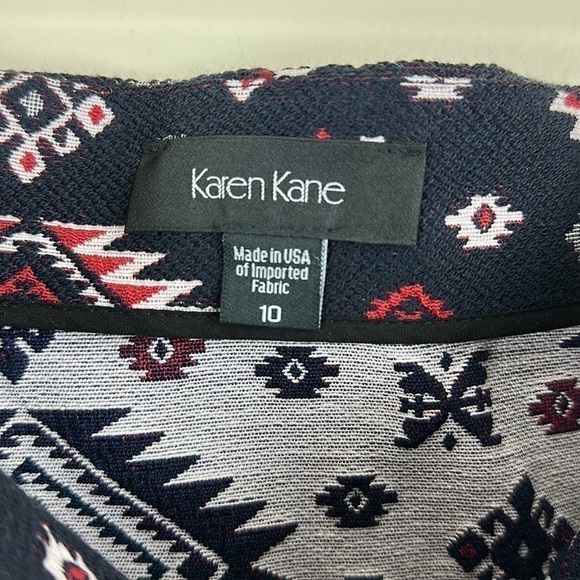 Karen Kane
Made in USA
of Imported
Fabric
10